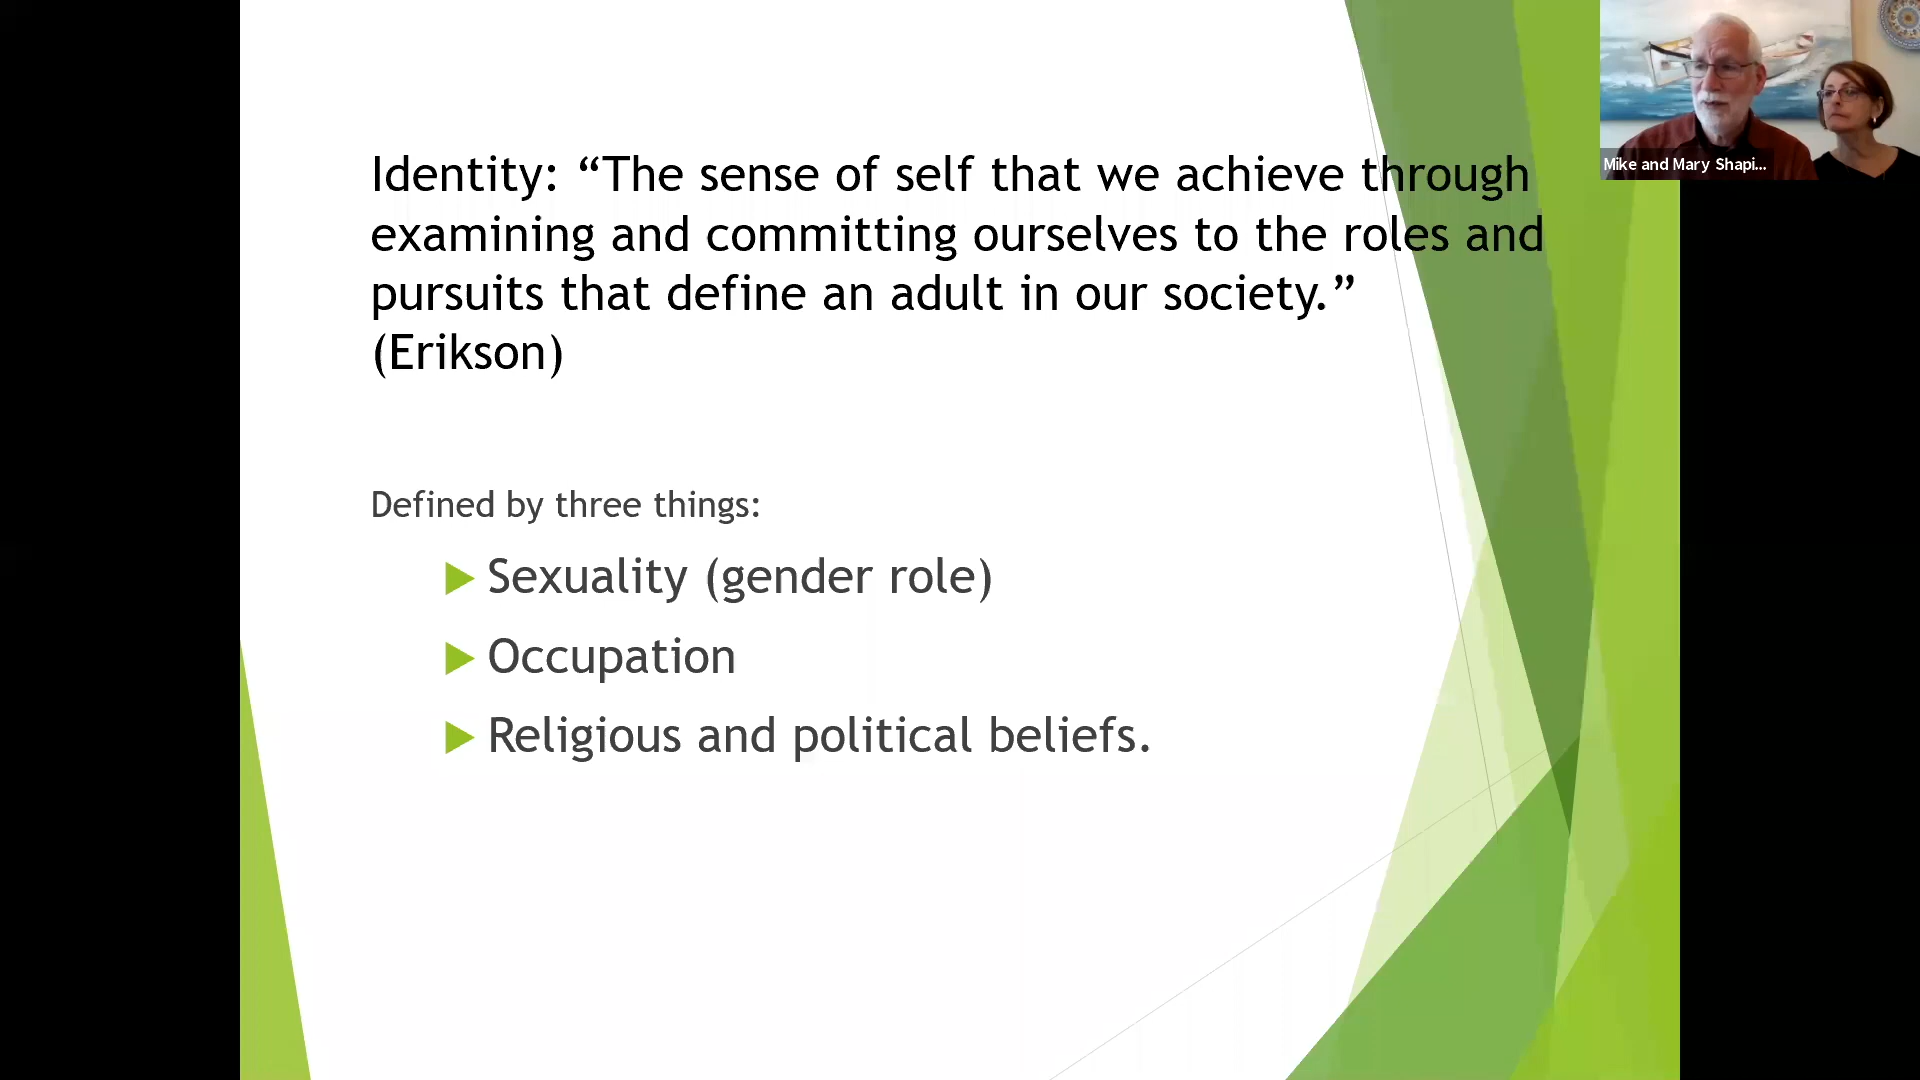 Identity: “The sense of self that we achieve through
examining and committing ourselves to the roles and
pursuits that define an adult in our society.”
(Erikson)
Defined by three things:
Sexuality (gender role)
Occupation
Religious and political beliefs.
Mike and Mary Shapi...